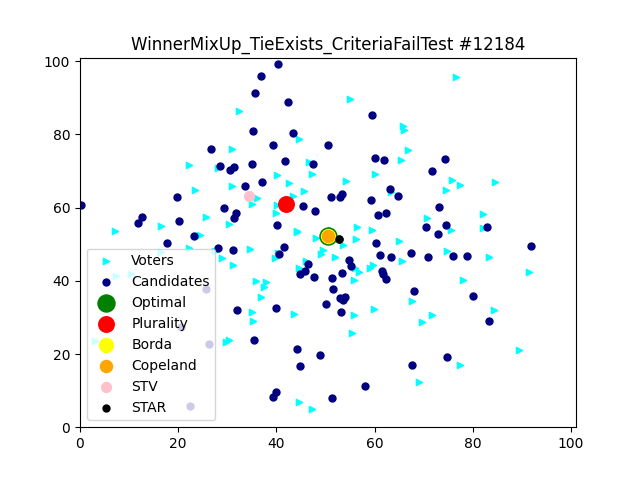 WinnerMixUp_TieExists_CriteriaFailTest #12184
100
80
60
40
20
0
Voters
Candidates
Optimal
Plurality
Borda
Copeland
STV
STAR
0
20
40
60
80
100